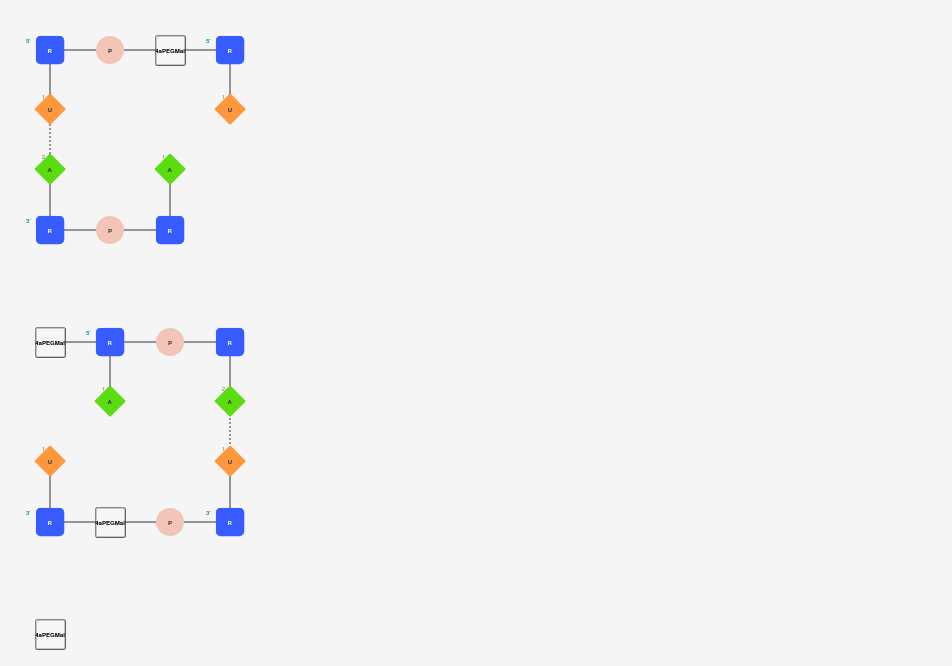 5' R P 4aPEGMal 5' R
1 U 1 U
2 A 1 A
3' R P R
4aPEGMal 5' R P R
1 A 2 A
1 U 1 U
3' R 4aPEGMal P 3' R
4aPEGMal